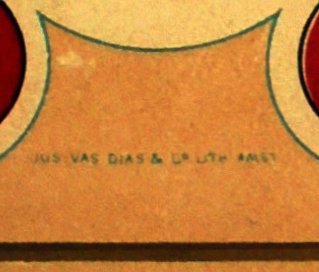 JOS VAS DIAS & Co LITH AMST